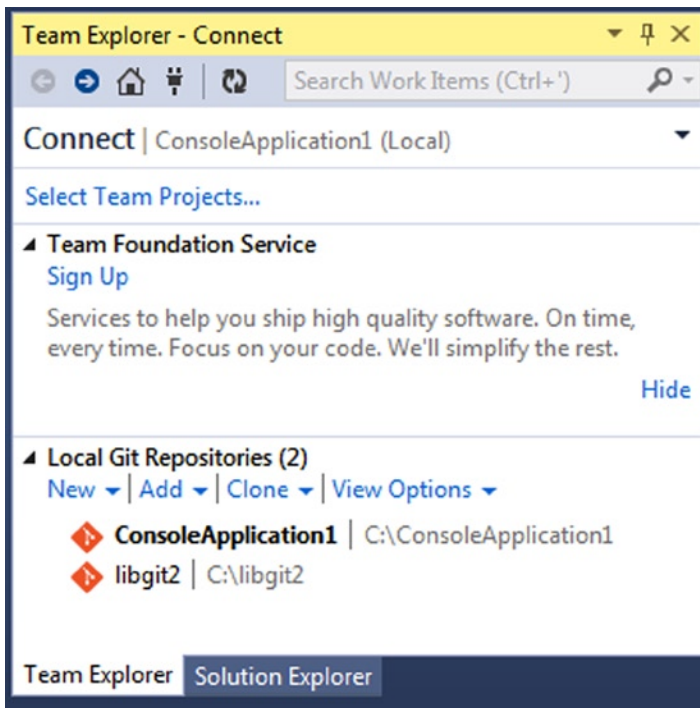 Team Explorer - Connect
Search Work Items (Ctrl+')
Connect | ConsoleApplication1 (Local)
Select Team Projects...
Team Foundation Service
Sign Up
Services to help you ship high quality software. On time,
every time. Focus on your code. We'll simplify the rest.
Hide
Local Git Repositories (2)
New | Add | Clone | View Options
ConsoleApplication1 | C:\ConsoleApplication1
libgit2 | C:\libgit2
Team Explorer Solution Explorer